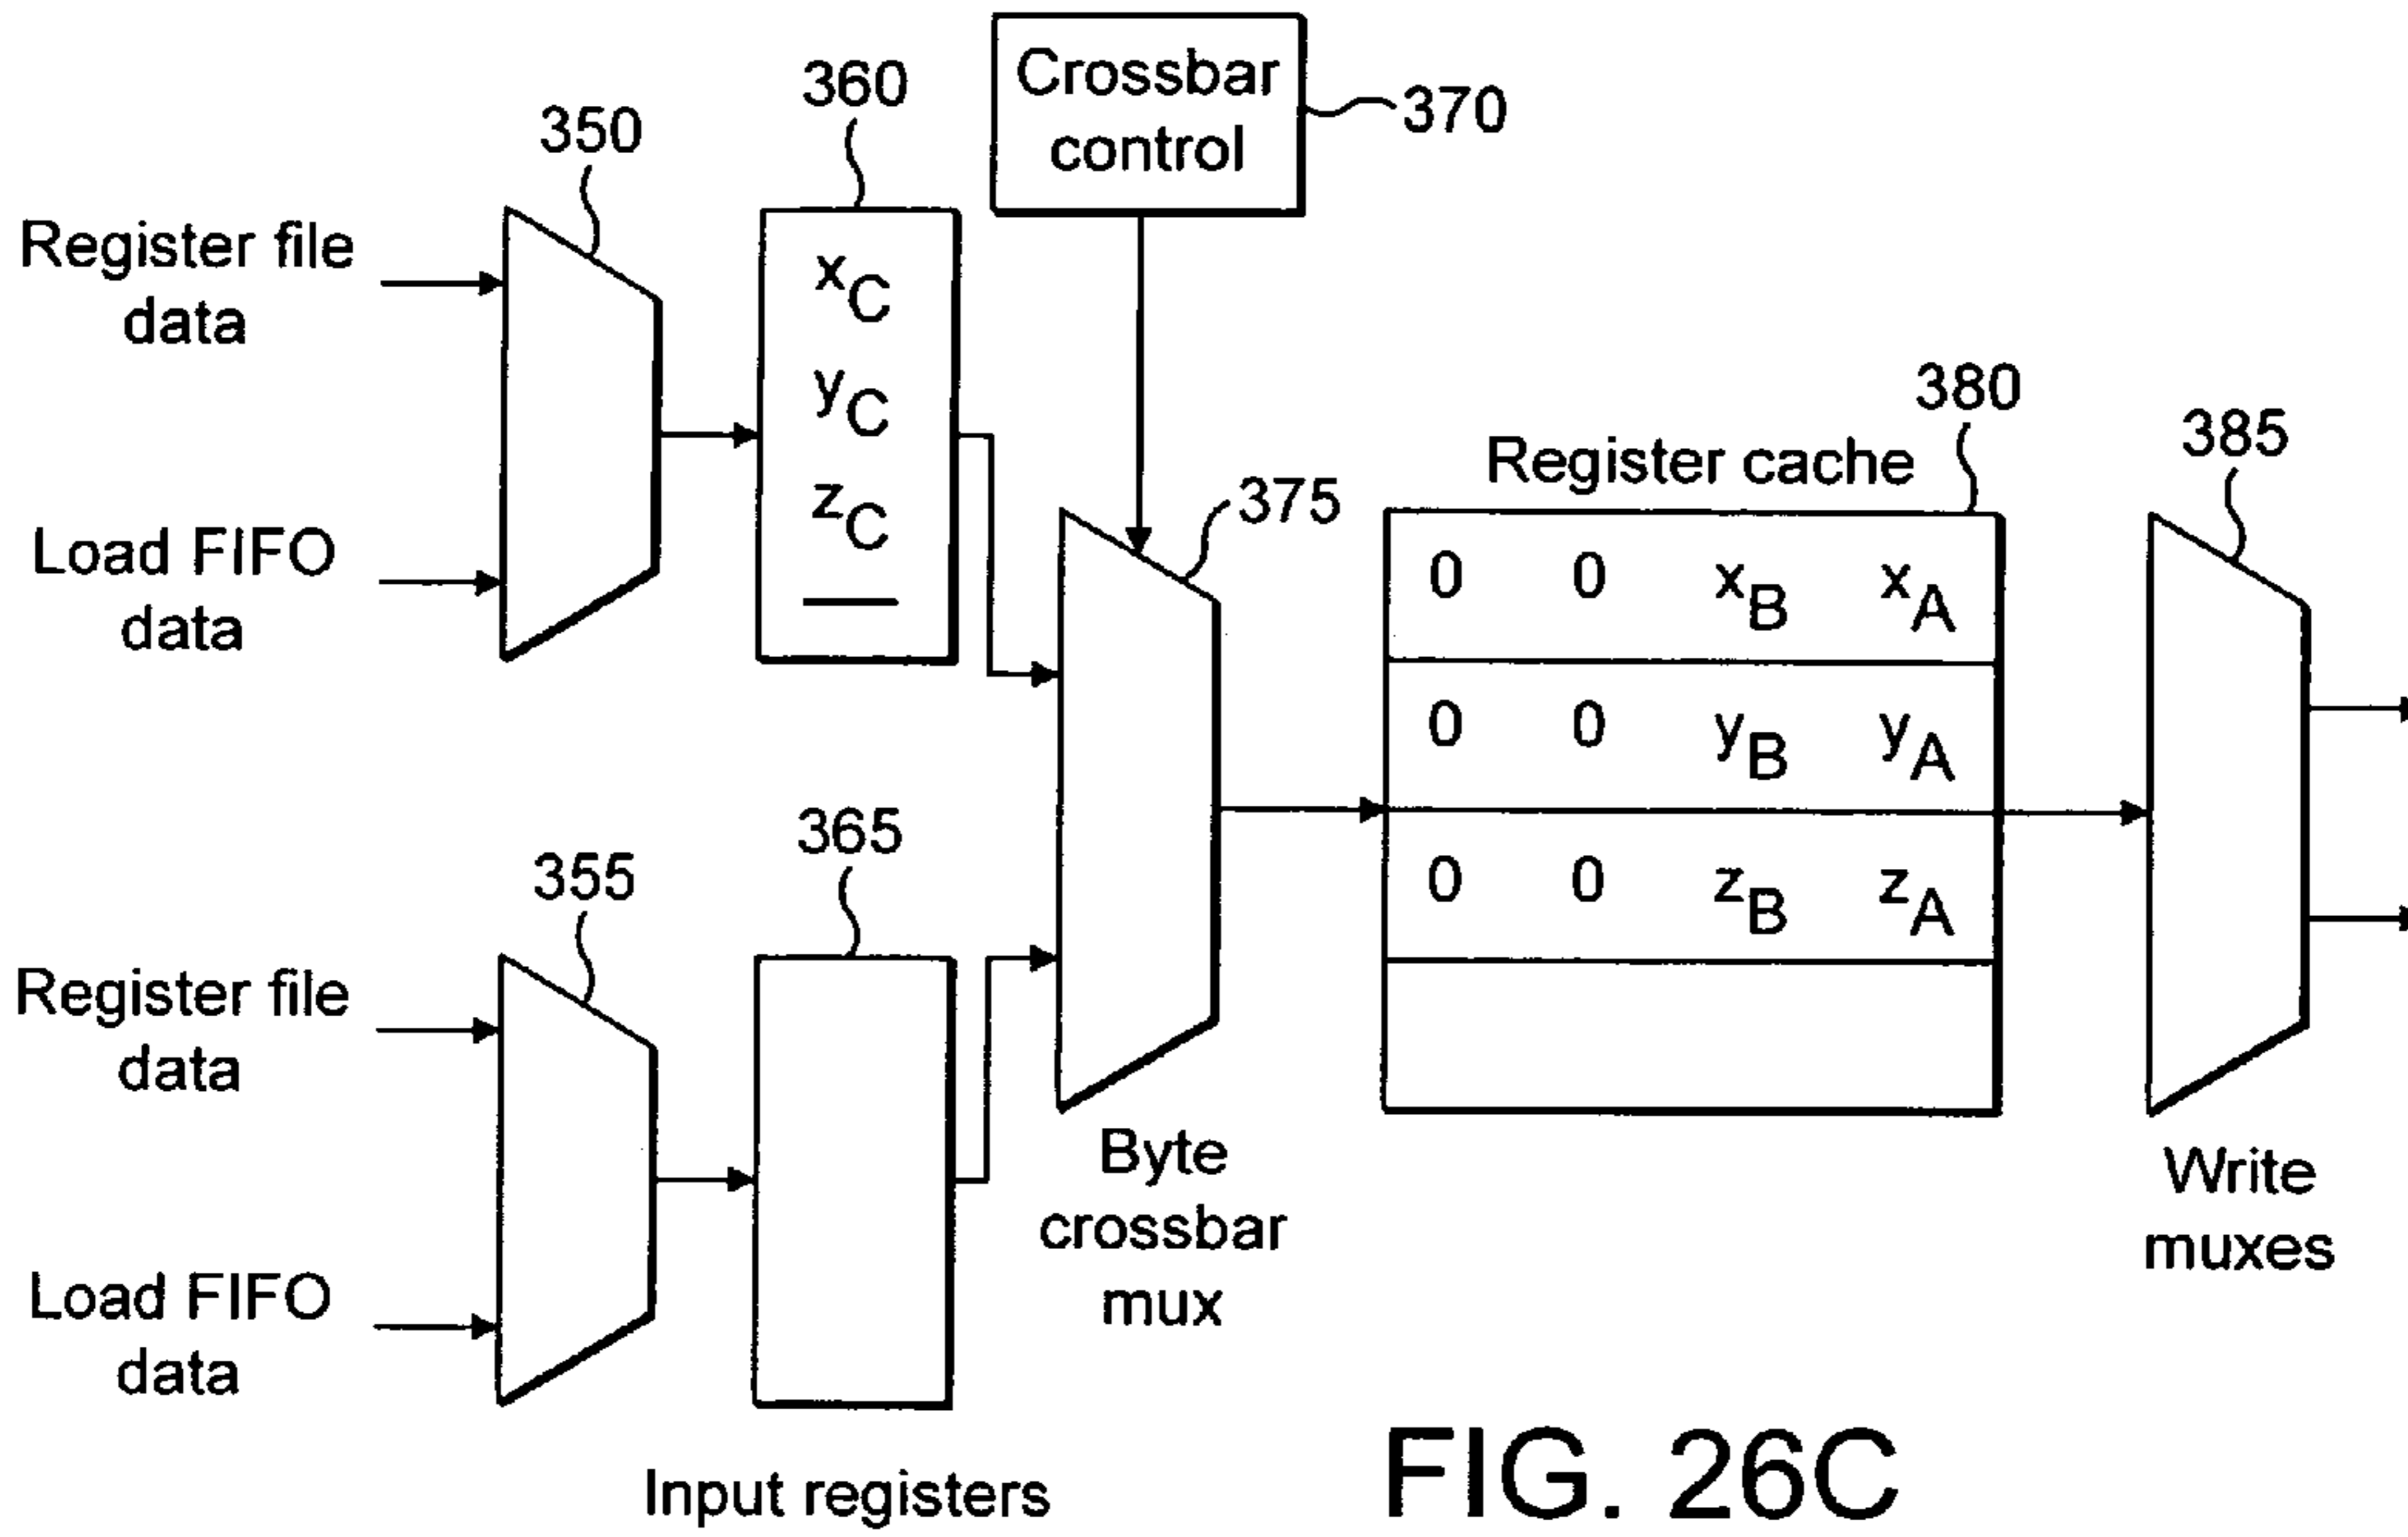 Crossbar
control
370
360
350
Register file
data
Load FIFO
data
xC
yC
zC
375
Register cache
380
385
0 0 xB xA
0 0 yB yA
0 0 zB zA
355
365
Register file
data
Load FIFO
data
Byte
crossbar
mux
Write
muxes
Input registers
FIG. 26C